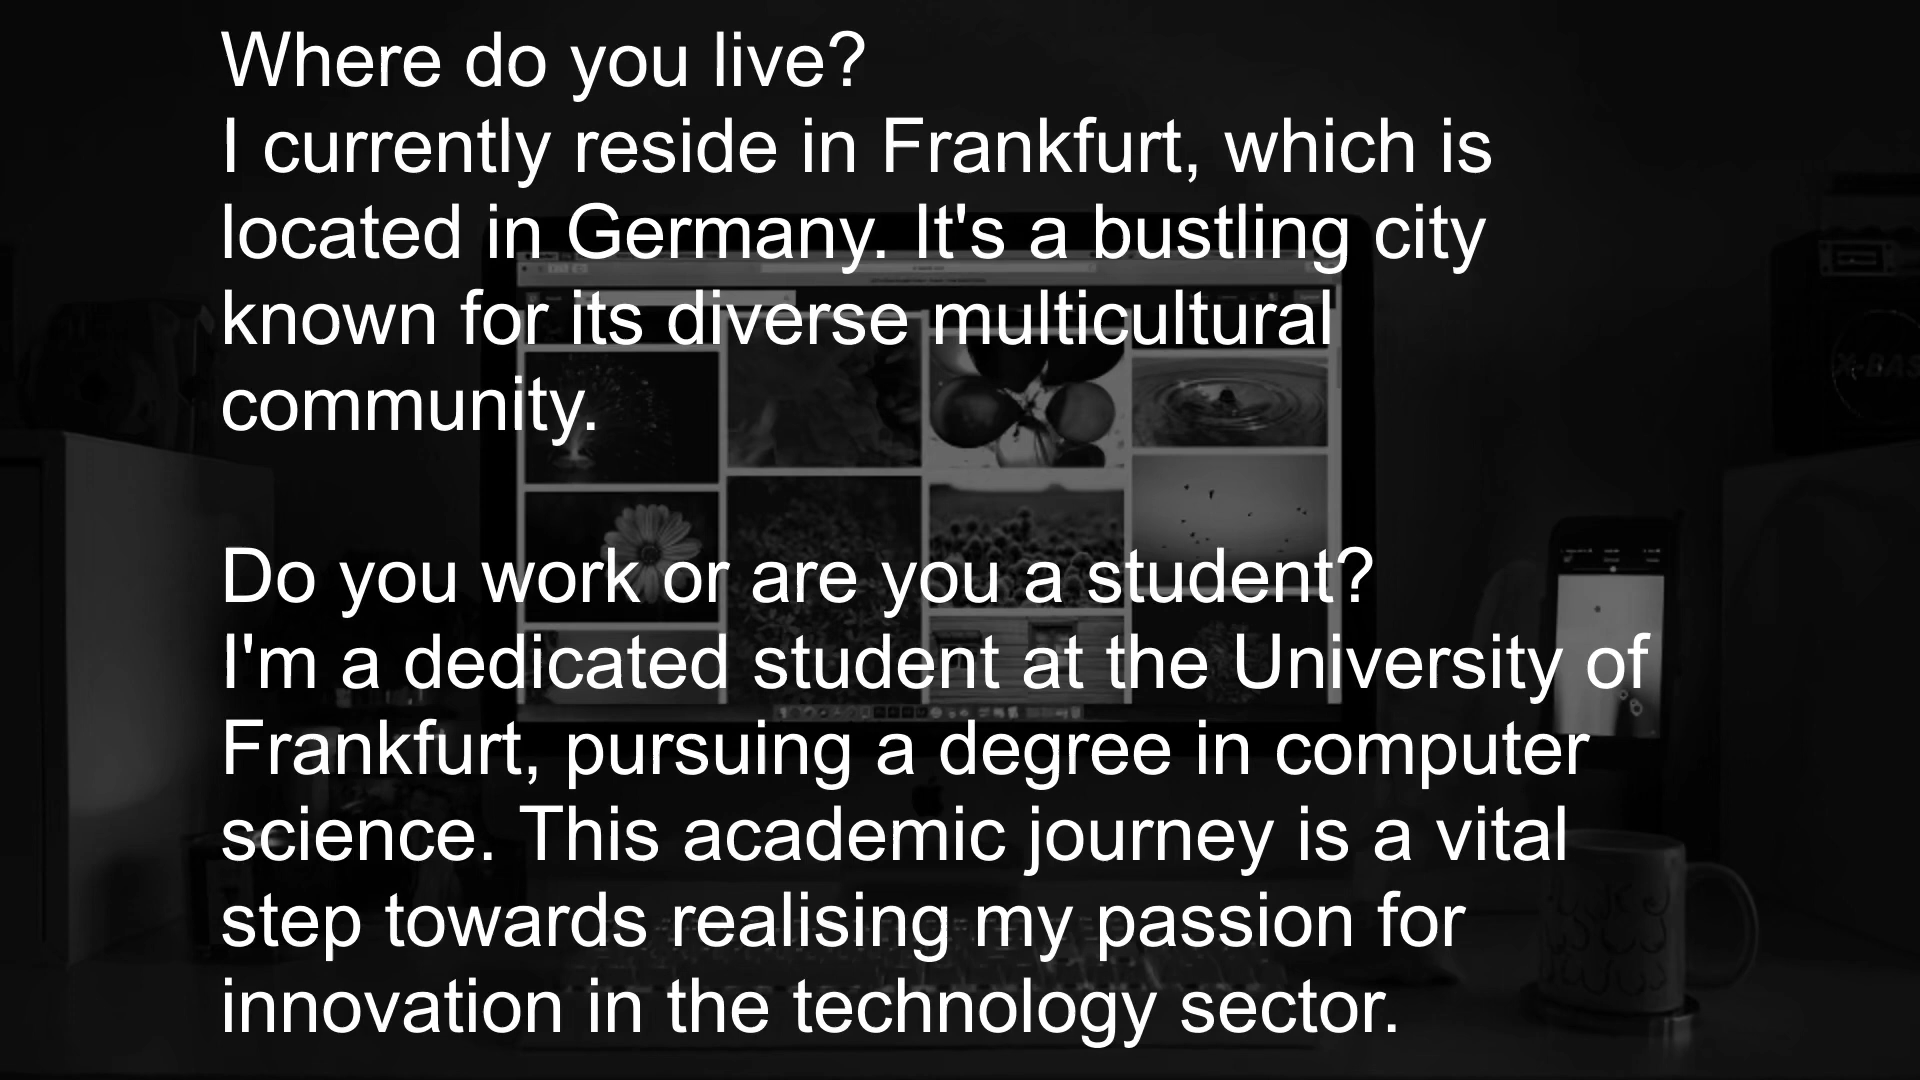 Where do you live?
I currently reside in Frankfurt, which is
located in Germany. It's a bustling city
known for its diverse multicultural
community.
Do you work or are you a student?
I'm a dedicated student at the University of
Frankfurt, pursuing a degree in computer
science. This academic journey is a vital
step towards realising my passion for
innovation in the technology sector.